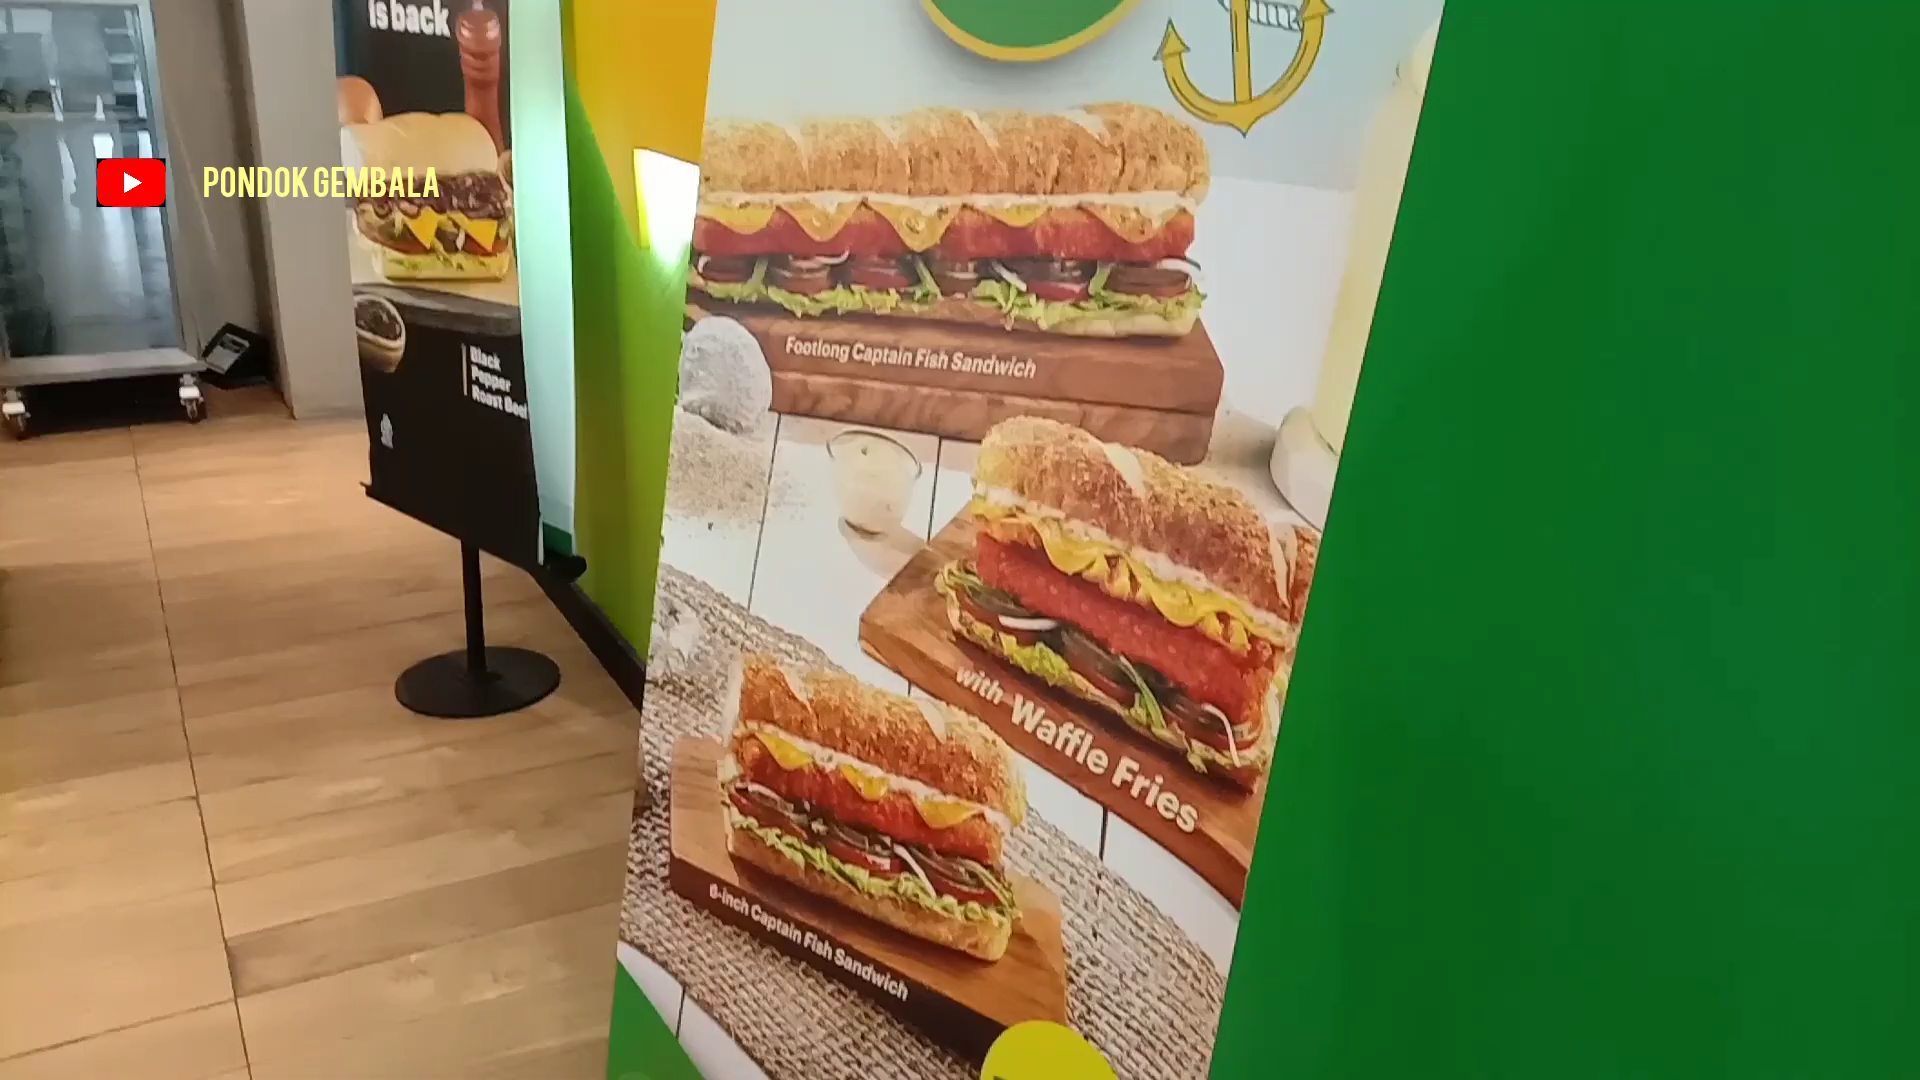 is back
PONDOK GEMBALA
Black
Pepper
Roast Beef
Footlong Captain Fish Sandwich
with Waffle Fries
6-inch Captain Fish Sandwich